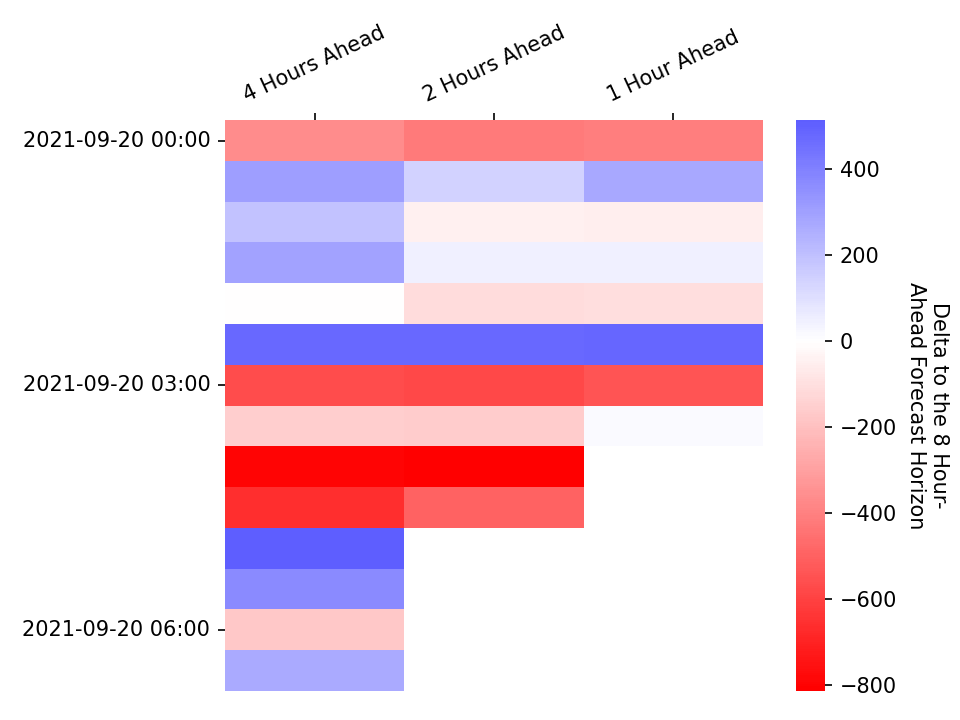 4 Hours Ahead
2 Hours Ahead
1 Hour Ahead
2021-09-20 00:00
2021-09-20 03:00
2021-09-20 06:00
400
200
0
−200
−400
−600
−800
Delta to the 8 Hour-
Ahead Forecast Horizon